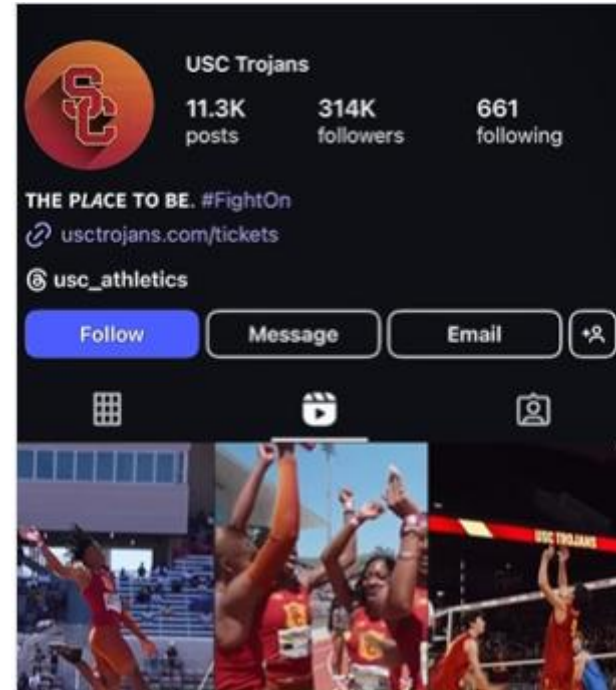 USC Trojans
11.3K 314K 661
posts followers following
THE PLACE TO BE. #FightOn
usctrojans.com/tickets
usc_athletics
Follow Message Email
SC
USC TROJANS